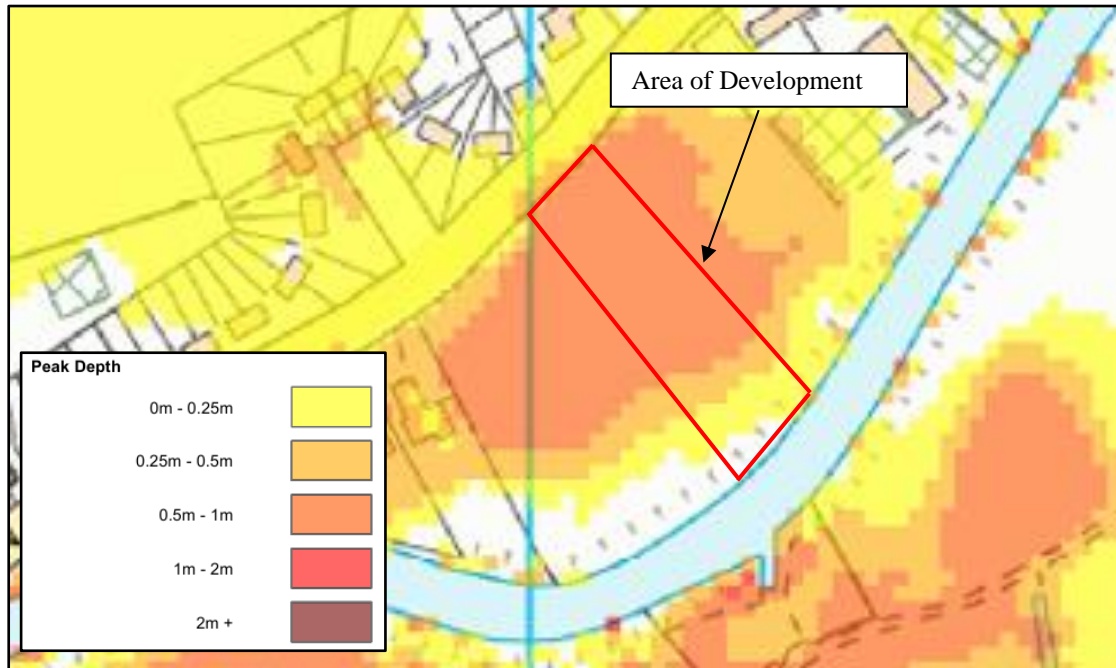 Area of Development
Peak Depth
0m - 0.25m
0.25m - 0.5m
0.5m - 1m
1m - 2m
2m +